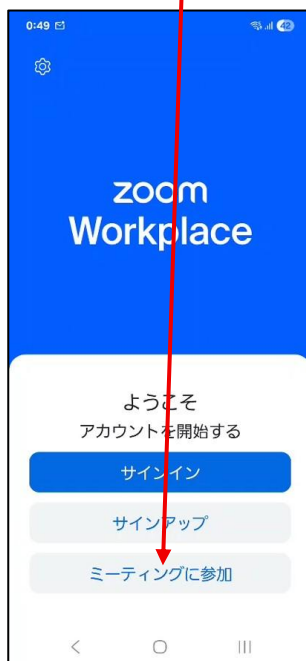 0:49
42
zoom
Workplace
ようこそ
アカウントを開始する
サインイン
サインアップ
ミーティングに参加